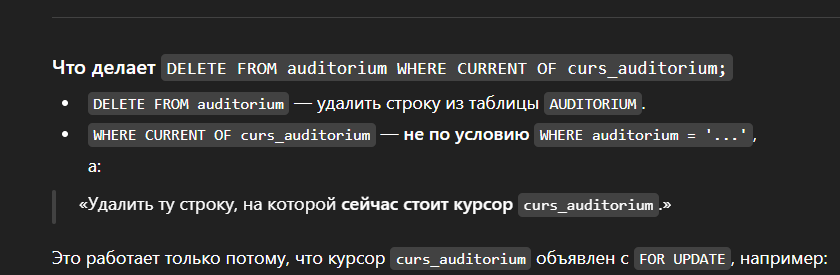 Что делает DELETE FROM auditorium WHERE CURRENT OF curs_auditorium;
• DELETE FROM auditorium — удалить строку из таблицы AUDITORIUM.
• WHERE CURRENT OF curs_auditorium — не по условию WHERE auditorium = '...',
а:
«Удалить ту строку, на которой сейчас стоит курсор curs_auditorium.»
Это работает только потому, что курсор curs_auditorium объявлен с FOR UPDATE, например: